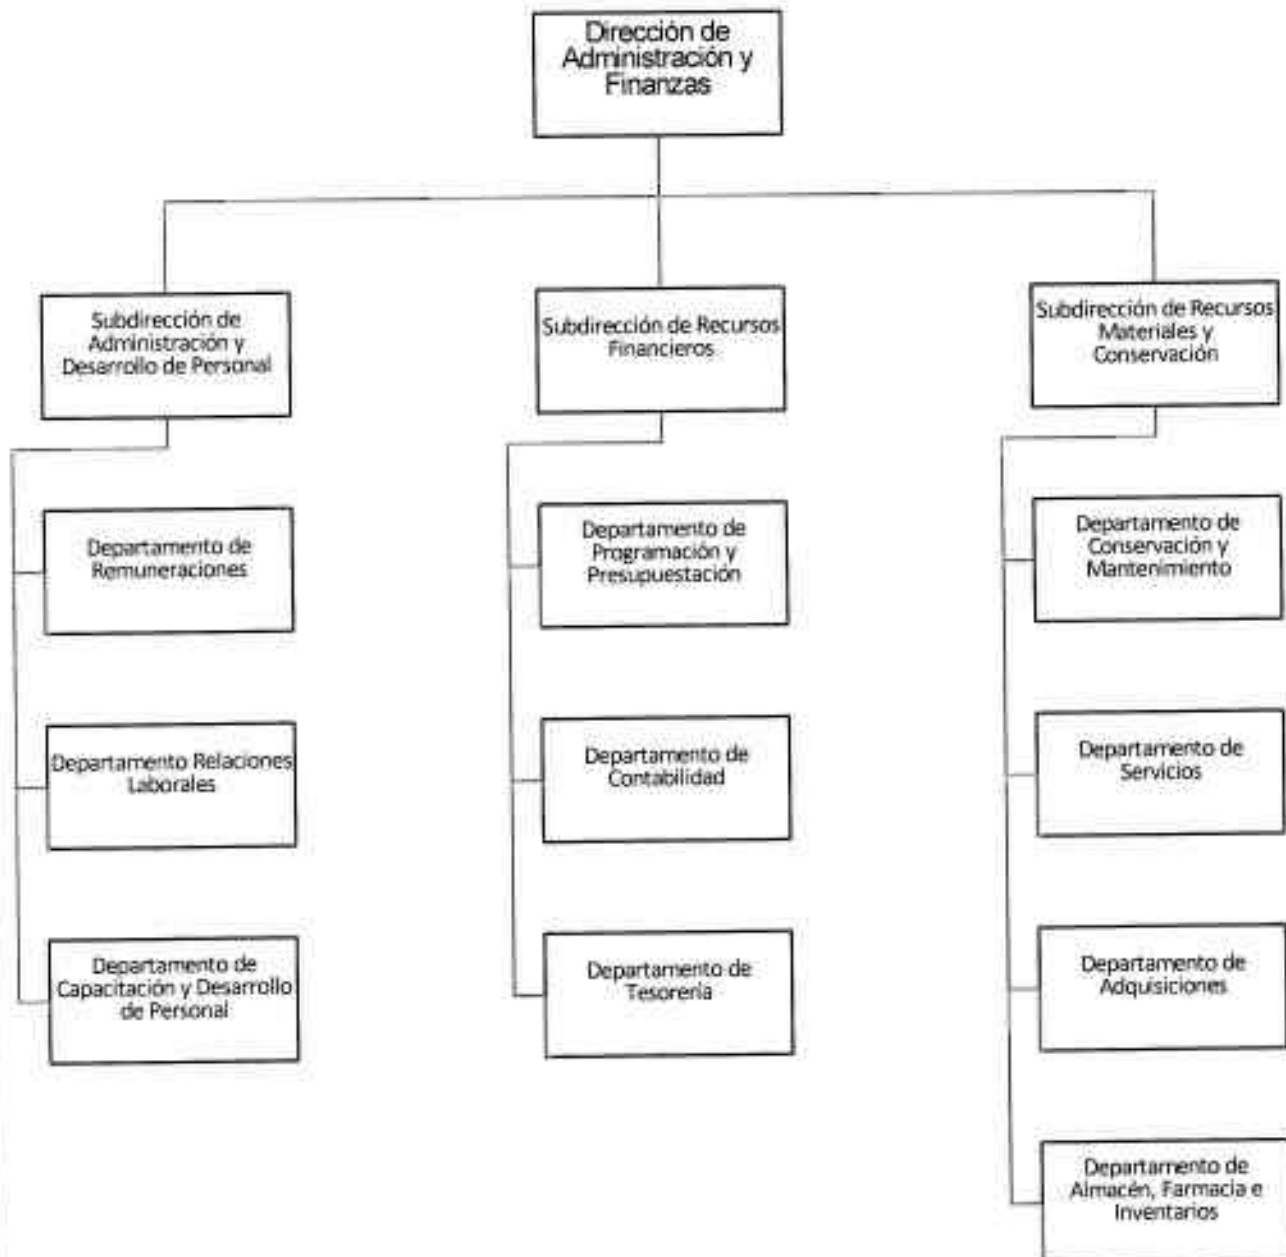 Dirección de
Administración y
Finanzas
Subdirección de
Administración y
Desarrollo de Personal
Subdirección de Recursos
Financieros
Subdirección de Recursos
Materiales y
Conservación
Departamento de
Remuneraciones
Departamento de
Programación y
Presupuestación
Departamento de
Conservación y
Mantenimiento
Departamento Relaciones
Laborales
Departamento de
Contabilidad
Departamento de
Servicios
Departamento de
Capacitación y Desarrollo
de Personal
Departamento de
Tesorería
Departamento de
Adquisiciones
Departamento de
Almacén, Farmacia e
Inventarios